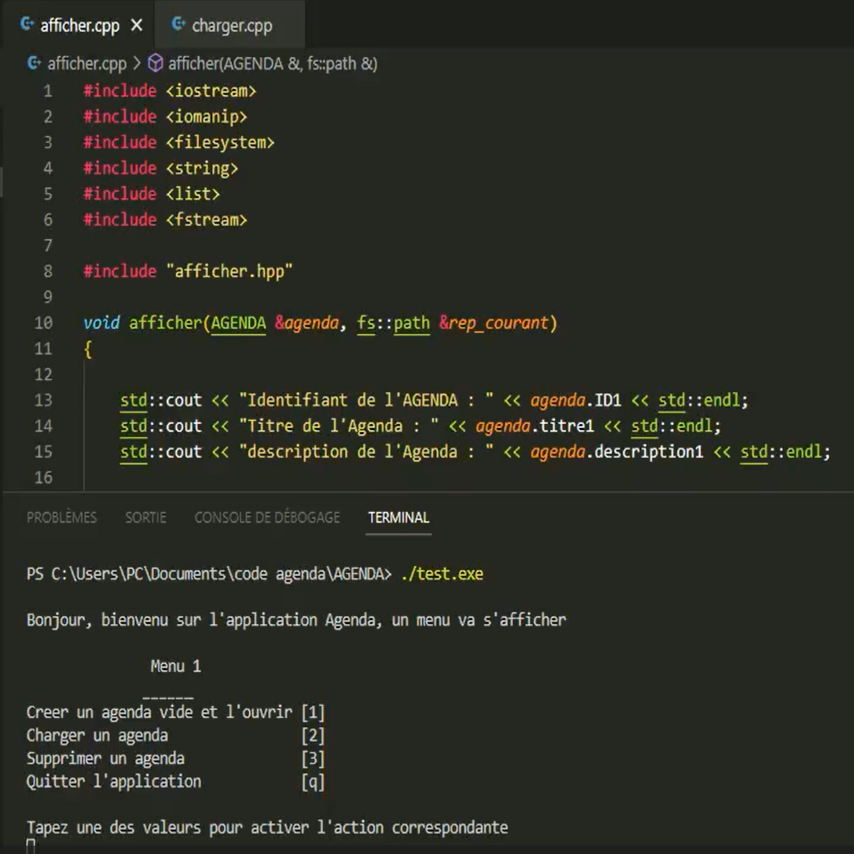 afficher.cpp × charger.cpp
afficher.cpp > afficher(AGENDA &, fs::path &)
1 #include <iostream>
2 #include <iomanip>
3 #include <filesystem>
4 #include <string>
5 #include <list>
6 #include <fstream>
7
8 #include "afficher.hpp"
9
10 void afficher(AGENDA &agenda, fs::path &rep_courant)
11 {
12
13 std::cout << "Identifiant de l'AGENDA : " << agenda.ID1 << std::endl;
14 std::cout << "Titre de l'Agenda : " << agenda.titre1 << std::endl;
15 std::cout << "description de l'Agenda : " << agenda.description1 << std::endl;
16
PROBLÈMES SORTIE CONSOLE DE DÉBOGAGE TERMINAL
PS C:\Users\PC\Documents\code agenda\AGENDA> ./test.exe
Bonjour, bienvenu sur l'application Agenda, un menu va s'afficher
Menu 1
______
Creer un agenda vide et l'ouvrir [1]
Charger un agenda [2]
Supprimer un agenda [3]
Quitter l'application [q]
Tapez une des valeurs pour activer l'action correspondante